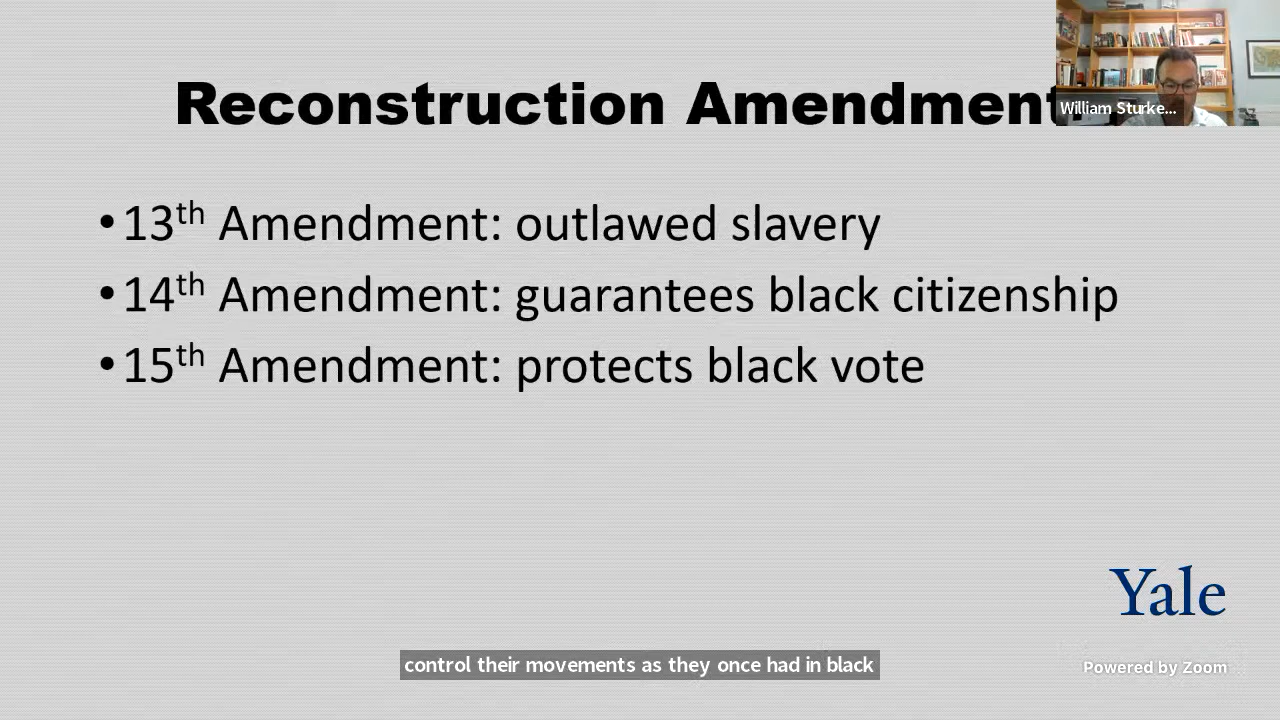 Reconstruction Amendment
William Sturke...
• 13th Amendment: outlawed slavery
• 14th Amendment: guarantees black citizenship
• 15th Amendment: protects black vote
Yale
control their movements as they once had in black
Powered by Zoom